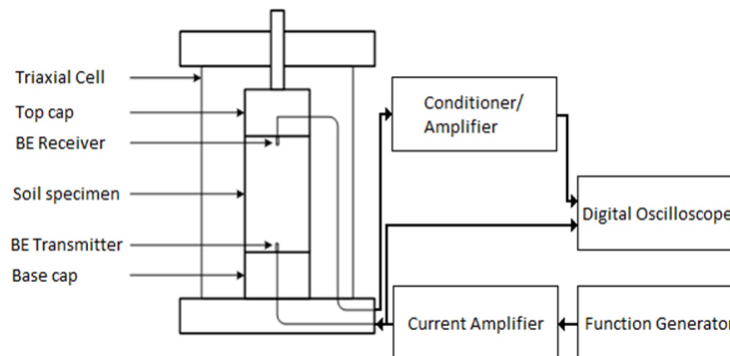 Triaxial Cell
Top cap
BE Receiver
Soil specimen
BE Transmitter
Base cap
Conditioner/
Amplifier
Digital Oscilloscope
Current Amplifier
Function Generator